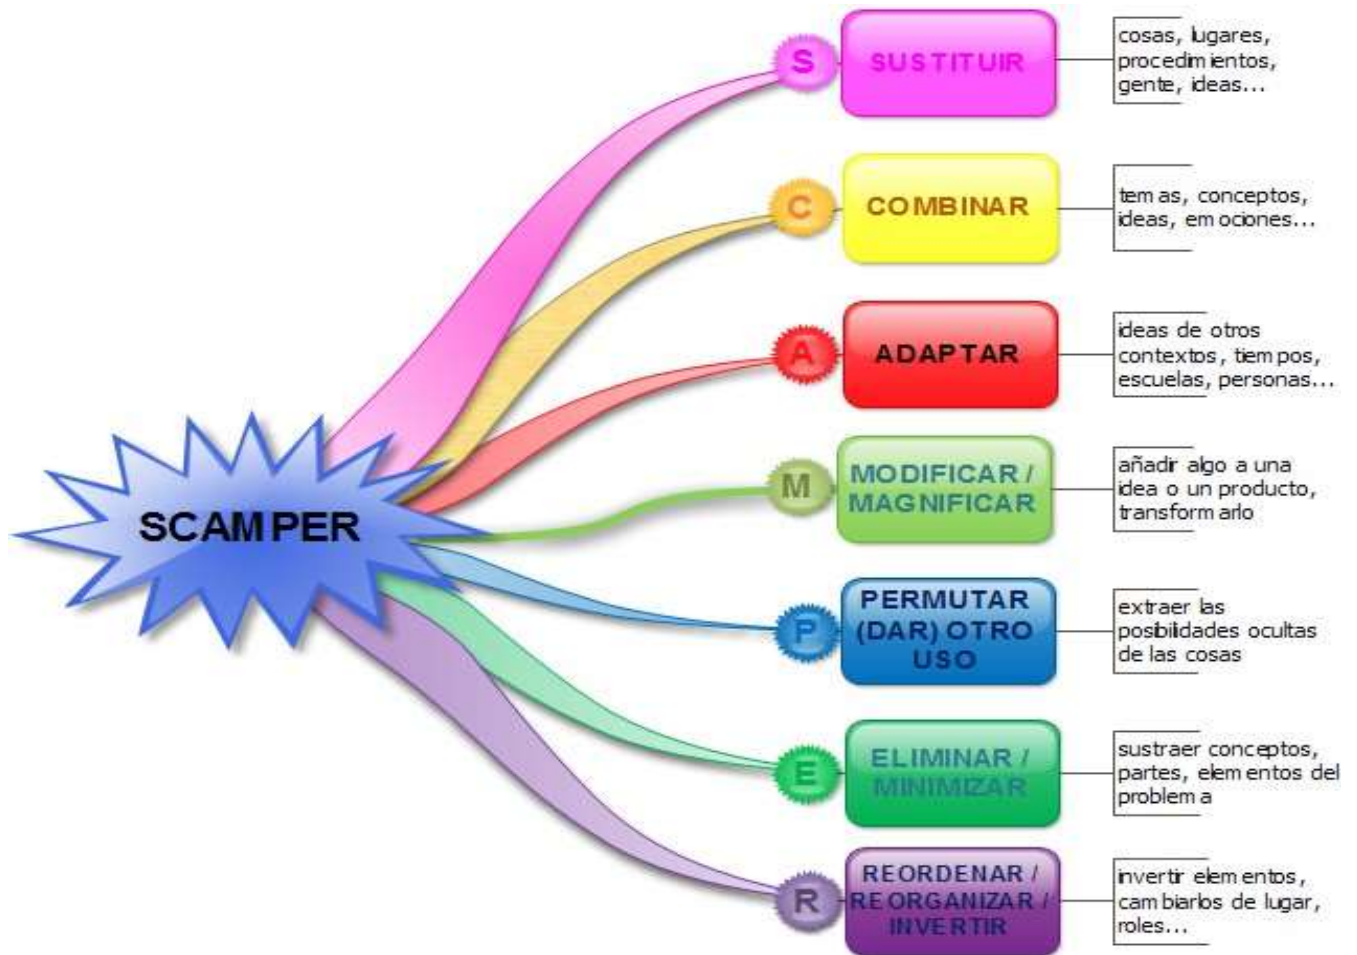 SCAMPER
S
SUSTITUIR
cosas, lugares,
procedimientos,
gente, ideas...
C
COMBINAR
temas, conceptos,
ideas, emociones...
A
ADAPTAR
ideas de otros
contextos, tiempos,
escuelas, personas...
M
MODIFICAR /
MAGNIFICAR
añadir algo a una
idea o un producto,
transformarlo
P
PERMUTAR
(DAR) OTRO
USO
extraer las
posibilidades ocultas
de las cosas
E
ELIMINAR /
MINIMIZAR
sustraer conceptos,
partes, elementos del
problema
R
REORDENAR /
REORGANIZAR /
INVERTIR
invertir elementos,
cambiarlos de lugar,
roles...